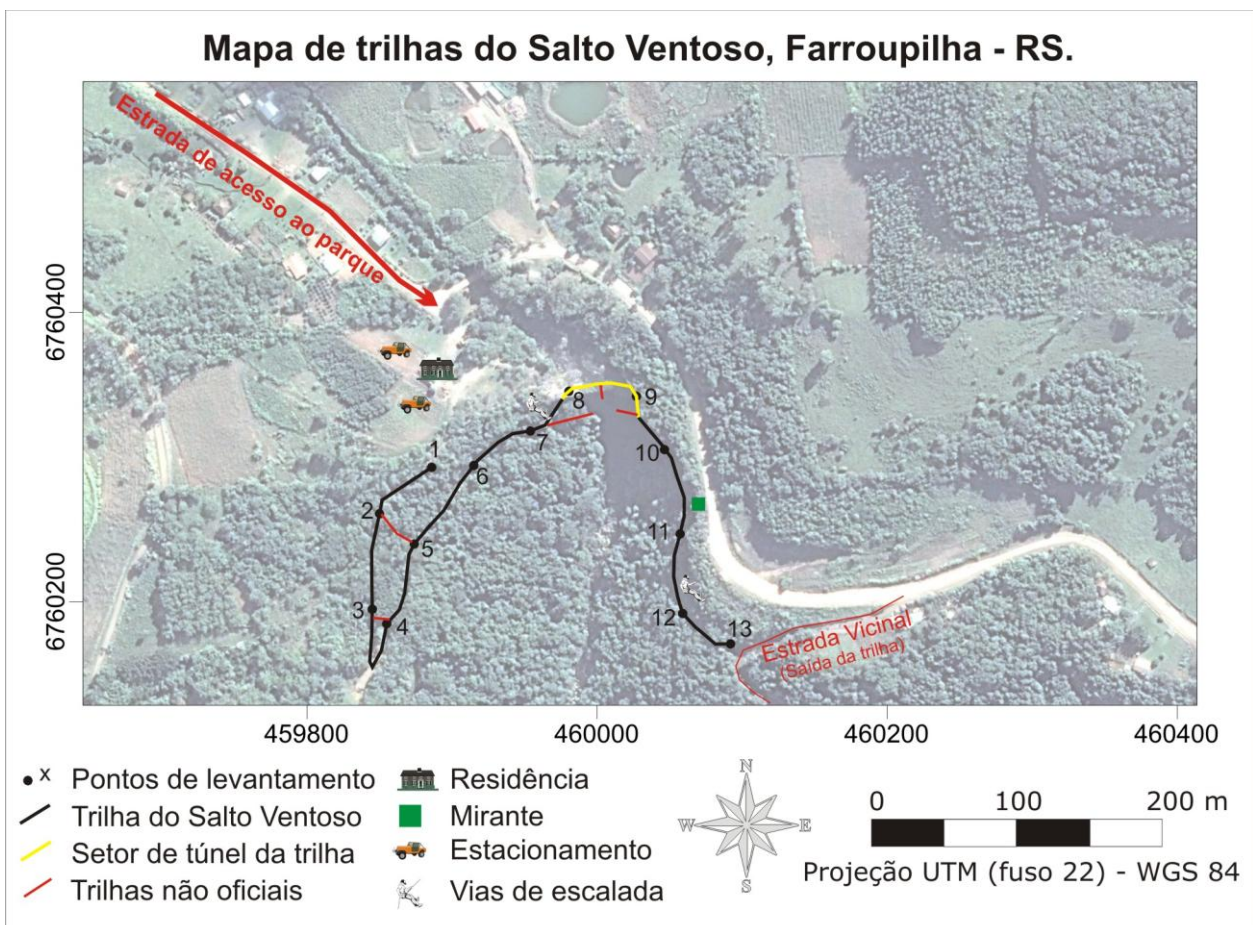 Mapa de trilhas do Salto Ventoso, Farroupilha - RS.
Estrada de acesso ao parque
6760400
6760200
1
2
3
4
5
6
7
8
9
10
11
12
13
Estrada Vicinal
(Saída da trilha)
459800
460000
460200
460400
x Pontos de levantamento
Trilha do Salto Ventoso
Setor de túnel da trilha
Trilhas não oficiais
Residência
Mirante
Estacionamento
Vias de escalada
N
W E
S
0 100 200 m
Projeção UTM (fuso 22) - WGS 84